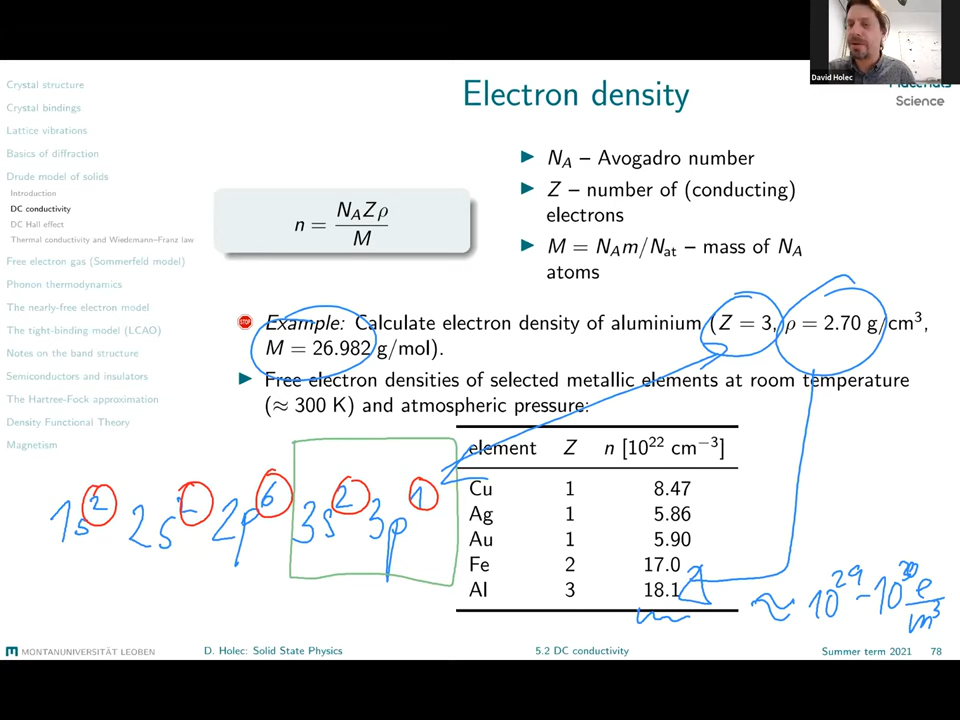 David Holec
Materials
Science
Electron density
Crystal structure
Crystal bindings
Lattice vibrations
Basics of diffraction
Drude model of solids
Introduction
DC conductivity
DC Hall effect
Thermal conductivity and Wiedemann–Franz law
Free electron gas (Sommerfeld model)
Phonon thermodynamics
The nearly-free electron model
The tight-binding model (LCAO)
Notes on the band structure
Semiconductors and insulators
The Hartree-Fock approximation
Density Functional Theory
Magnetism
n = N_A Z ρ / M
▶ N_A – Avogadro number
▶ Z – number of (conducting)
electrons
▶ M = N_A m/N_at – mass of N_A
atoms
STOP Example: Calculate electron density of aluminium (Z = 3, ρ = 2.70 g/cm³,
M = 26.982 g/mol).
▶ Free electron densities of selected metallic elements at room temperature
(≈ 300 K) and atmospheric pressure:
element Z n [10²² cm⁻³]
Cu 1 8.47
Ag 1 5.86
Au 1 5.90
Fe 2 17.0
Al 3 18.1
1s² 2s² 2p⁶ 3s² 3p¹
≈ 10²⁹ – 10³⁰ e/m³
MONTANUNIVERSITÄT LEOBEN D. Holec: Solid State Physics 5.2 DC conductivity Summer term 2021 78